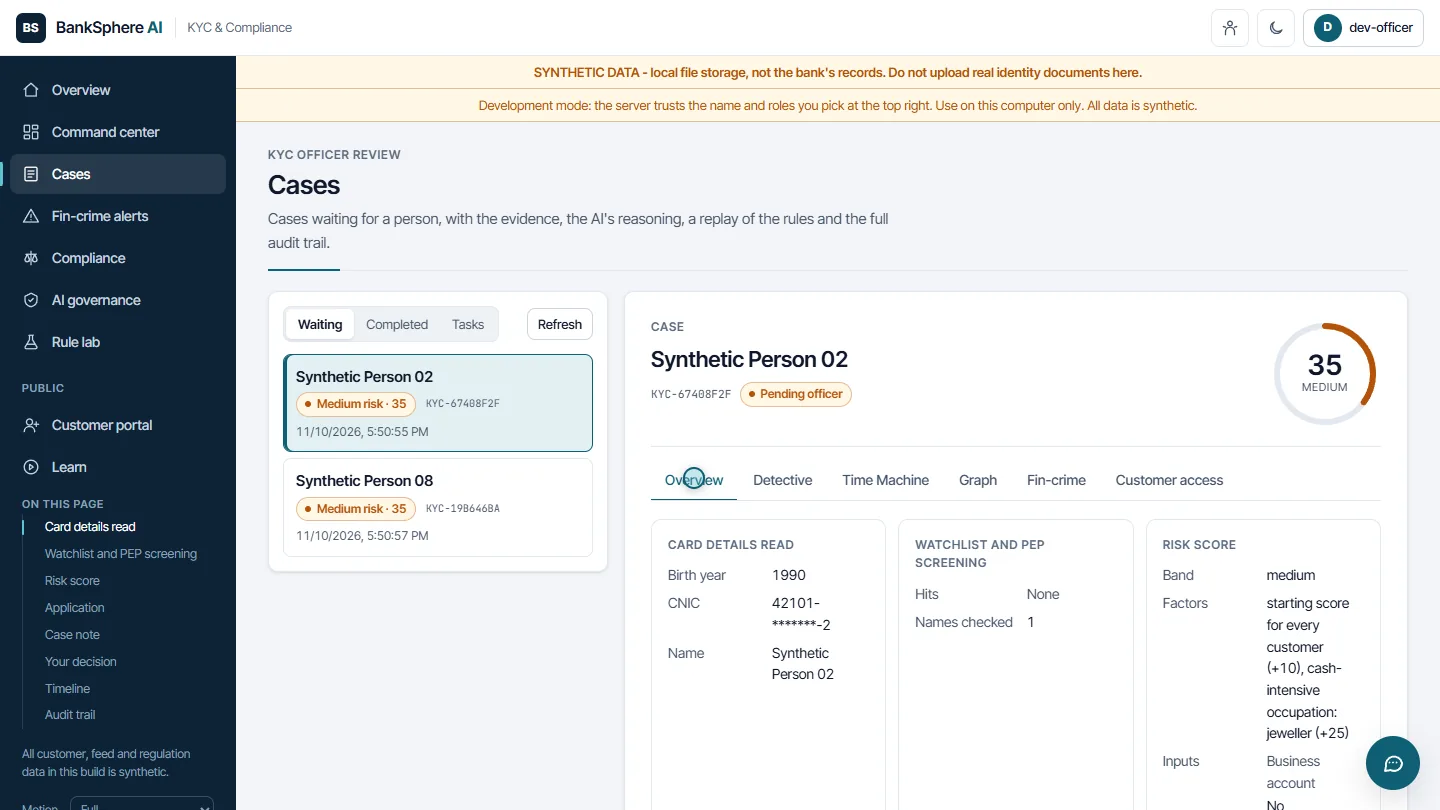 BS BankSphere AI KYC & Compliance
D dev-officer
Overview
Command center
Cases
Fin-crime alerts
Compliance
AI governance
Rule lab
PUBLIC
Customer portal
Learn
ON THIS PAGE
Card details read
Watchlist and PEP screening
Risk score
Application
Case note
Your decision
Timeline
Audit trail
All customer, feed and regulation
data in this build is synthetic.
Motion Full
SYNTHETIC DATA - local file storage, not the bank's records. Do not upload real identity documents here.
Development mode: the server trusts the name and roles you pick at the top right. Use on this computer only. All data is synthetic.
KYC OFFICER REVIEW
Cases
Cases waiting for a person, with the evidence, the AI's reasoning, a replay of the rules and the full
audit trail.
Waiting Completed Tasks Refresh
Synthetic Person 02
Medium risk · 35 KYC-67408F2F
11/10/2026, 5:50:55 PM
Synthetic Person 08
Medium risk · 35 KYC-19B646BA
11/10/2026, 5:50:57 PM
CASE
Synthetic Person 02
KYC-67408F2F Pending officer
35
MEDIUM
Overview Detective Time Machine Graph Fin-crime Customer access
CARD DETAILS READ
Birth year 1990
CNIC 42101-
*******-2
Name Synthetic
Person 02
WATCHLIST AND PEP
SCREENING
Hits None
Names checked 1
RISK SCORE
Band medium
Factors starting score
for every
customer
(+10), cash-
intensive
occupation:
jeweller (+25)
Inputs Business
account
No